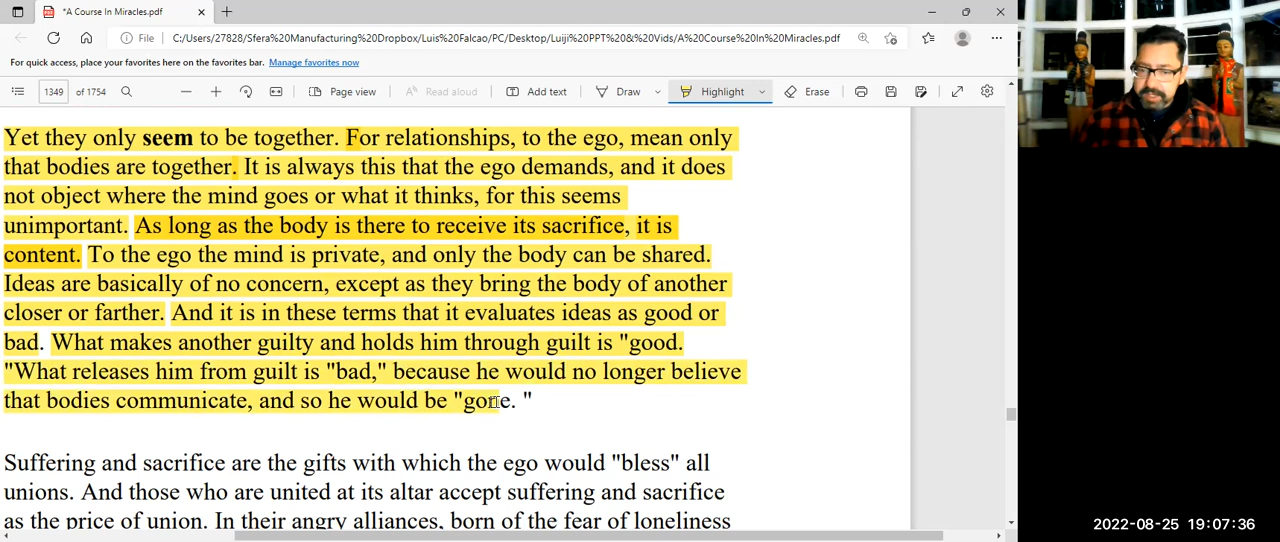 *A Course In Miracles.pdf
File C:/Users/27828/Sfera%20Manufacturing%20Dropbox/Luis%20Falcao/PC/Desktop/Luiji%20PPT%20&%20Vids/A%20Course%20In%20Miracles.pdf
For quick access, place your favorites here on the favorites bar. Manage favorites now
1349 of 1754 Page view Read aloud Add text Draw Highlight Erase
Yet they only seem to be together. For relationships, to the ego, mean only
that bodies are together. It is always this that the ego demands, and it does
not object where the mind goes or what it thinks, for this seems
unimportant. As long as the body is there to receive its sacrifice, it is
content. To the ego the mind is private, and only the body can be shared.
Ideas are basically of no concern, except as they bring the body of another
closer or farther. And it is in these terms that it evaluates ideas as good or
bad. What makes another guilty and holds him through guilt is "good.
"What releases him from guilt is "bad," because he would no longer believe
that bodies communicate, and so he would be "gone. "
Suffering and sacrifice are the gifts with which the ego would "bless" all
unions. And those who are united at its altar accept suffering and sacrifice
as the price of union. In their angry alliances, born of the fear of loneliness
2022-08-25 19:07:36